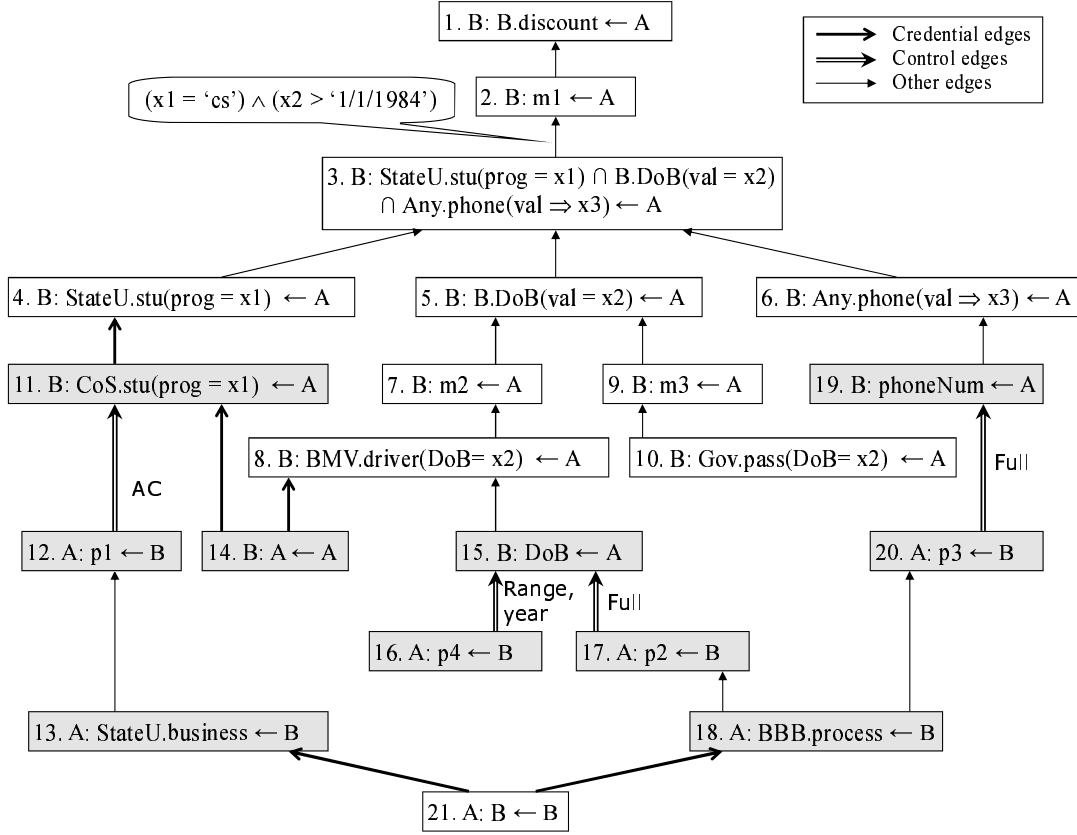 1. B: B.discount ← A
Credential edges
Control edges
Other edges
(x1 = ‘cs’) ∧ (x2 > ‘1/1/1984’)
2. B: m1 ← A
3. B: StateU.stu(prog = x1) ∩ B.DoB(val = x2)
∩ Any.phone(val ⇒ x3) ← A
4. B: StateU.stu(prog = x1) ← A
5. B: B.DoB(val = x2) ← A
6. B: Any.phone(val ⇒ x3) ← A
11. B: CoS.stu(prog = x1) ← A
7. B: m2 ← A
9. B: m3 ← A
19. B: phoneNum ← A
8. B: BMV.driver(DoB= x2) ← A
10. B: Gov.pass(DoB= x2) ← A
AC
Full
12. A: p1 ← B
14. B: A ← A
15. B: DoB ← A
20. A: p3 ← B
Range,
year
Full
16. A: p4 ← B
17. A: p2 ← B
13. A: StateU.business ← B
18. A: BBB.process ← B
21. A: B ← B